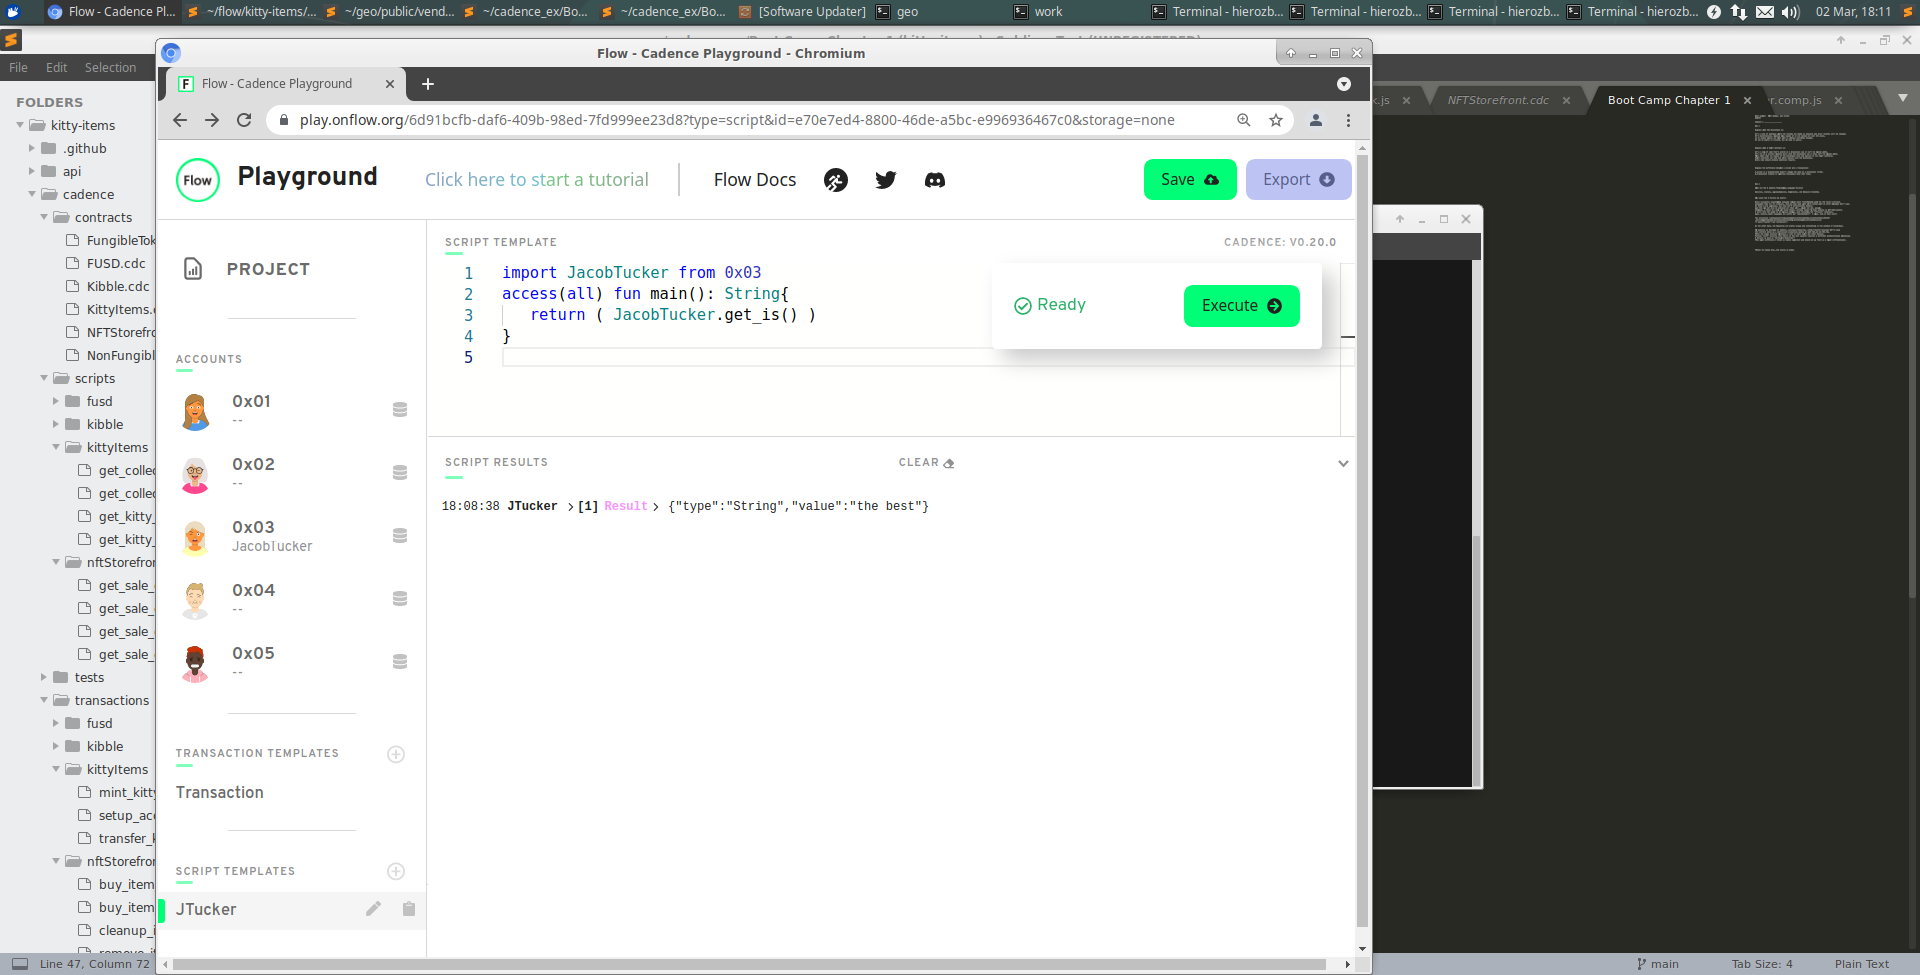 Flow - Cadence Pl...
~/flow/kitty-items/...
~/geo/public/vend...
~/cadence_ex/Bo...
~/cadence_ex/Bo...
[Software Updater]
geo
work
Terminal - hierozb...
Terminal - hierozb...
Terminal - hierozb...
Terminal - hierozb...
02 Mar, 18:11
File Edit Selection
Flow - Cadence Playground - Chromium
Flow - Cadence Playground
play.onflow.org/6d91bcfb-daf6-409b-98ed-7fd999ee23d8?type=script&id=e70e7ed4-8800-46de-a5bc-e996936467c0&storage=none
k.js
NFTStorefront.cdc
Boot Camp Chapter 1
r.comp.js
FOLDERS
kitty-items
.github
api
cadence
contracts
FungibleTok
FUSD.cdc
Kibble.cdc
KittyItems.c
NFTStorefro
NonFungibl
scripts
fusd
kibble
kittyItems
get_collec
get_collec
get_kitty_
get_kitty_
nftStorefror
get_sale_
get_sale_
get_sale_
get_sale_
tests
transactions
fusd
kibble
kittyItems
mint_kitty
setup_acc
transfer_k
nftStorefror
buy_item
buy_item
cleanup_i
Flow
Playground
Click here to start a tutorial
Flow Docs
Save
Export
PROJECT
ACCOUNTS
0x01
--
0x02
--
0x03
JacobTucker
0x04
--
0x05
--
TRANSACTION TEMPLATES
Transaction
SCRIPT TEMPLATES
JTucker
SCRIPT TEMPLATE
CADENCE: V0.20.0
1 import JacobTucker from 0x03
2 access(all) fun main(): String{
3 return ( JacobTucker.get_is() )
4 }
5
Ready
Execute
SCRIPT RESULTS
CLEAR
18:08:38 JTucker >[1] Result > {"type":"String","value":"the best"}
Line 47, Column 72
main
Tab Size: 4
Plain Text